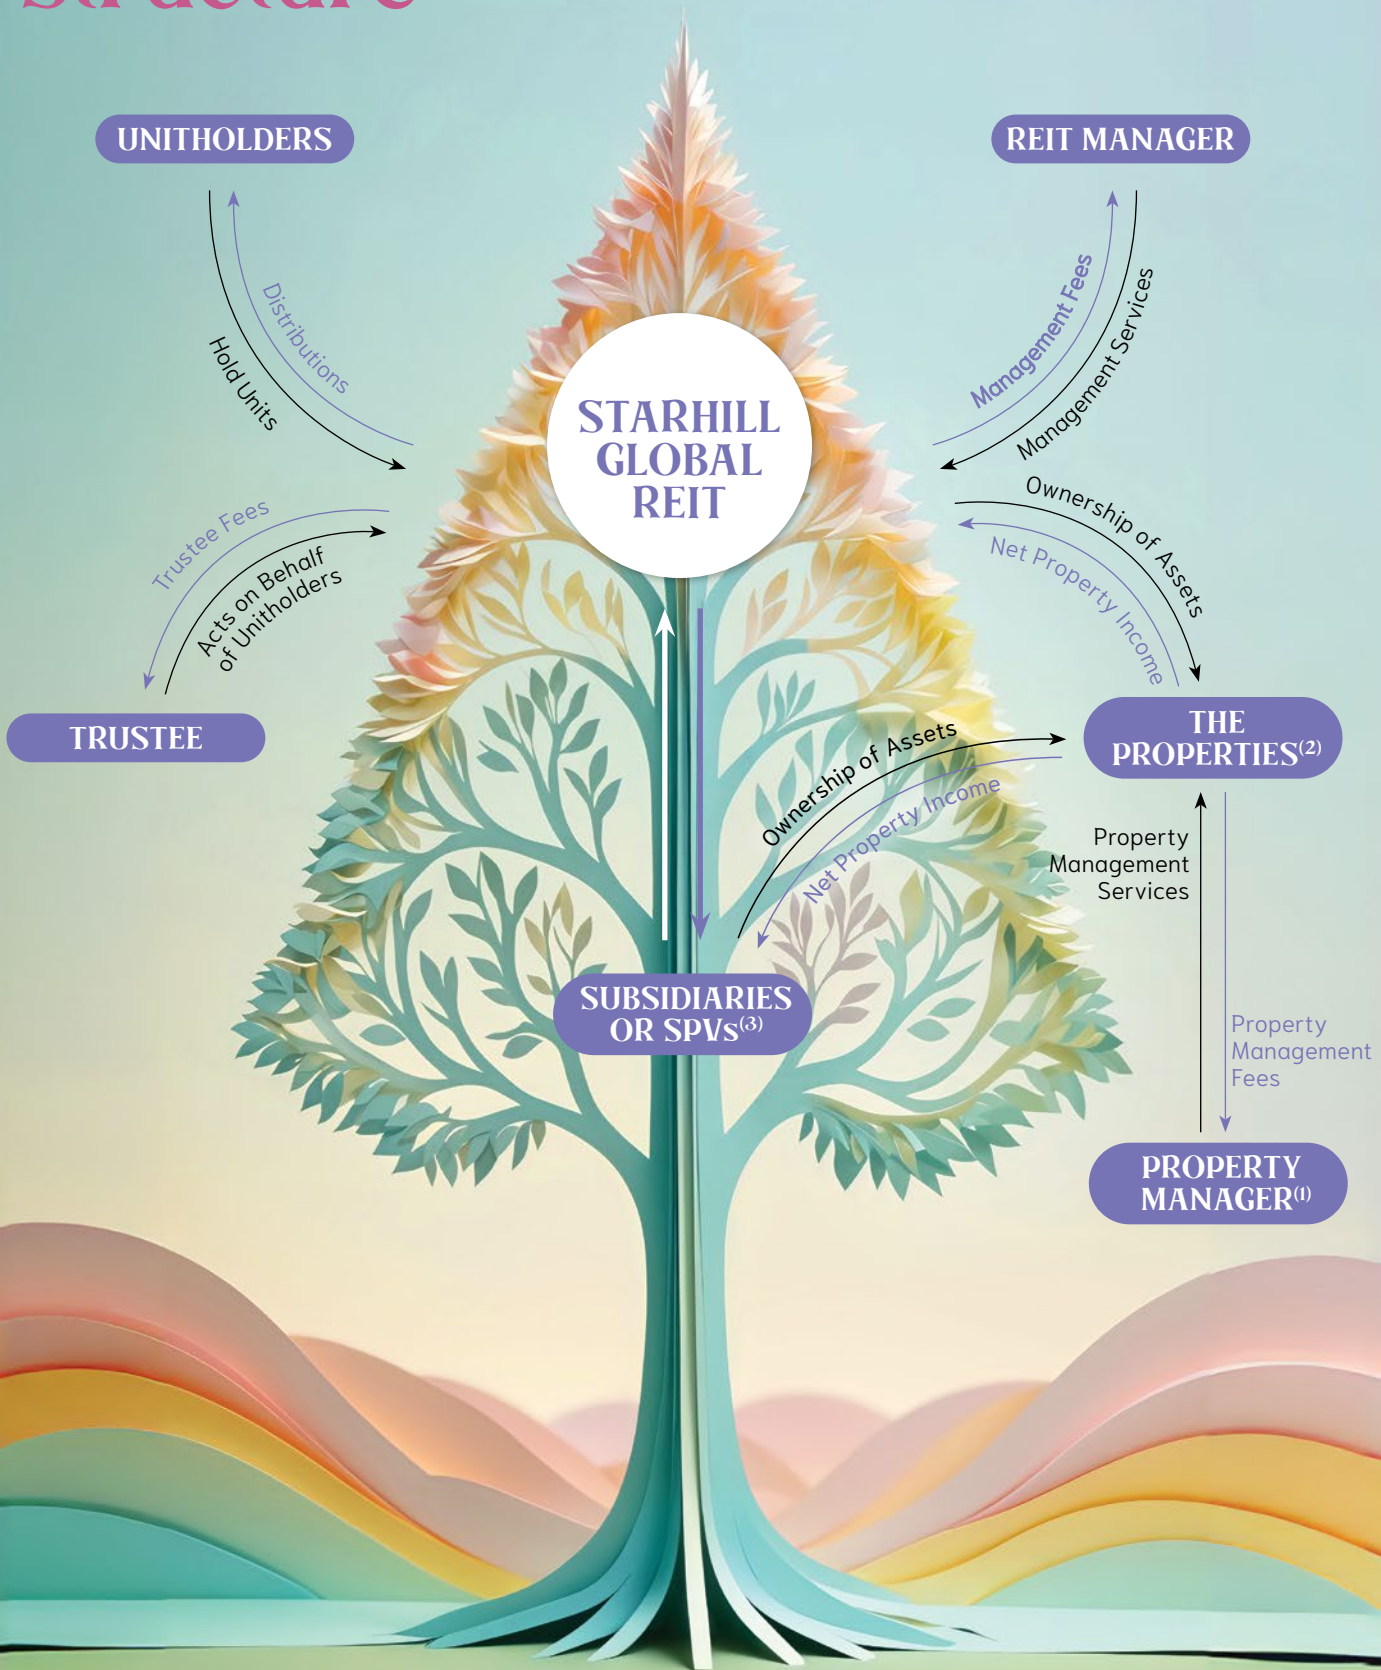 Structure
UNITHOLDERS
REIT MANAGER
Distributions
Hold Units
Management Fees
Management Services
STARHILL
GLOBAL
REIT
Trustee Fees
Acts on Behalf
of Unitholders
Ownership of Assets
Net Property Income
TRUSTEE
THE
PROPERTIES(2)
Ownership of Assets
Net Property Income
Property
Management
Services
SUBSIDIARIES
OR SPVs(3)
Property
Management
Fees
PROPERTY
MANAGER(1)